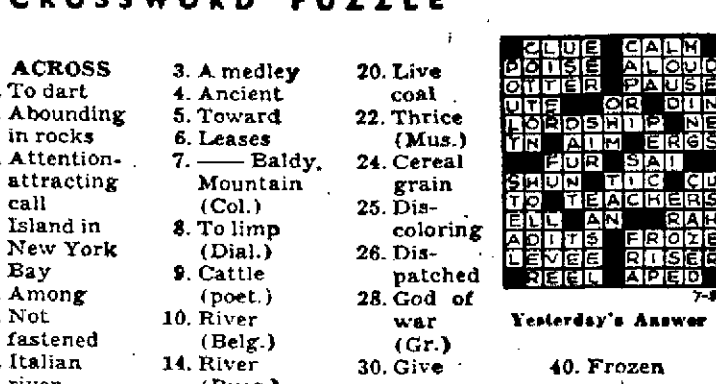 CROSSWORD PUZZLE
ACROSS
To dart
Abounding
in rocks
Attention-
attracting
call
Island in
New York
Bay
Among
Not
fastened
Italian
3. A medley
4. Ancient
5. Toward
6. Leases
7. —— Baldy,
Mountain
(Col.)
8. To limp
(Dial.)
9. Cattle
(poet.)
10. River
(Belg.)
14. River
20. Live
coal
22. Thrice
(Mus.)
24. Cereal
grain
25. Dis-
coloring
26. Dis-
patched
28. God of
war
(Gr.)
30. Give
CLUE CALM
POISE ALOUD
OTTER PAUSE
UTE OR DIN
LORDSHIP NE
TN AIM ERGS
FUR SAI
SHUN TIC CU
TO TEACHERS
ELL AN RAH
ADITS FROZE
LEVEE RISER
REEL APED
Yesterday's Answer
40. Frozen